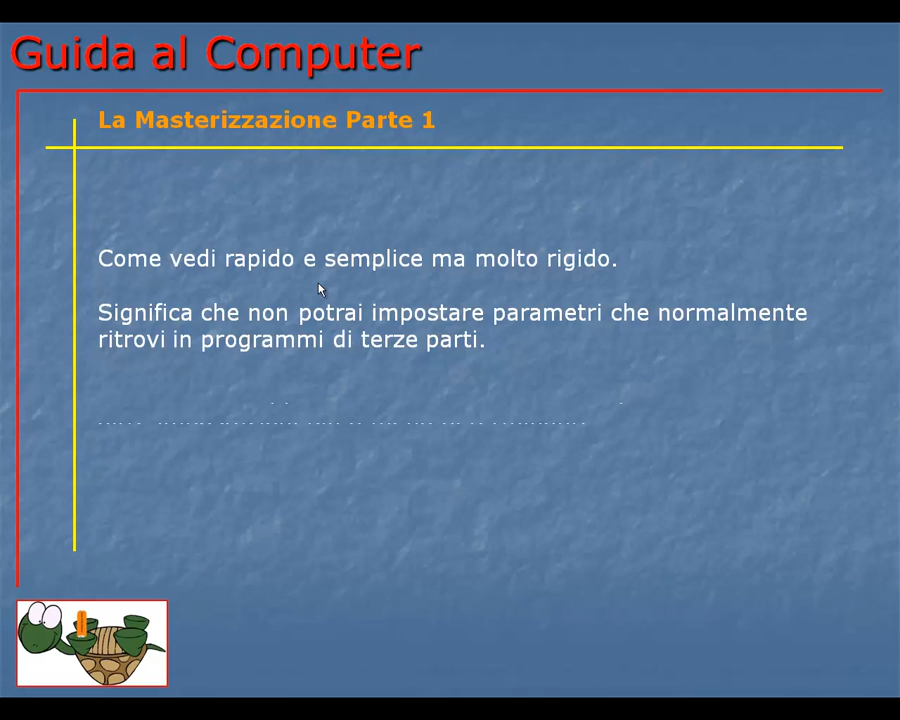 Guida al Computer
La Masterizzazione Parte 1
Come vedi rapido e semplice ma molto rigido.
Significa che non potrai impostare parametri che normalmente
ritrovi in programmi di terze parti.